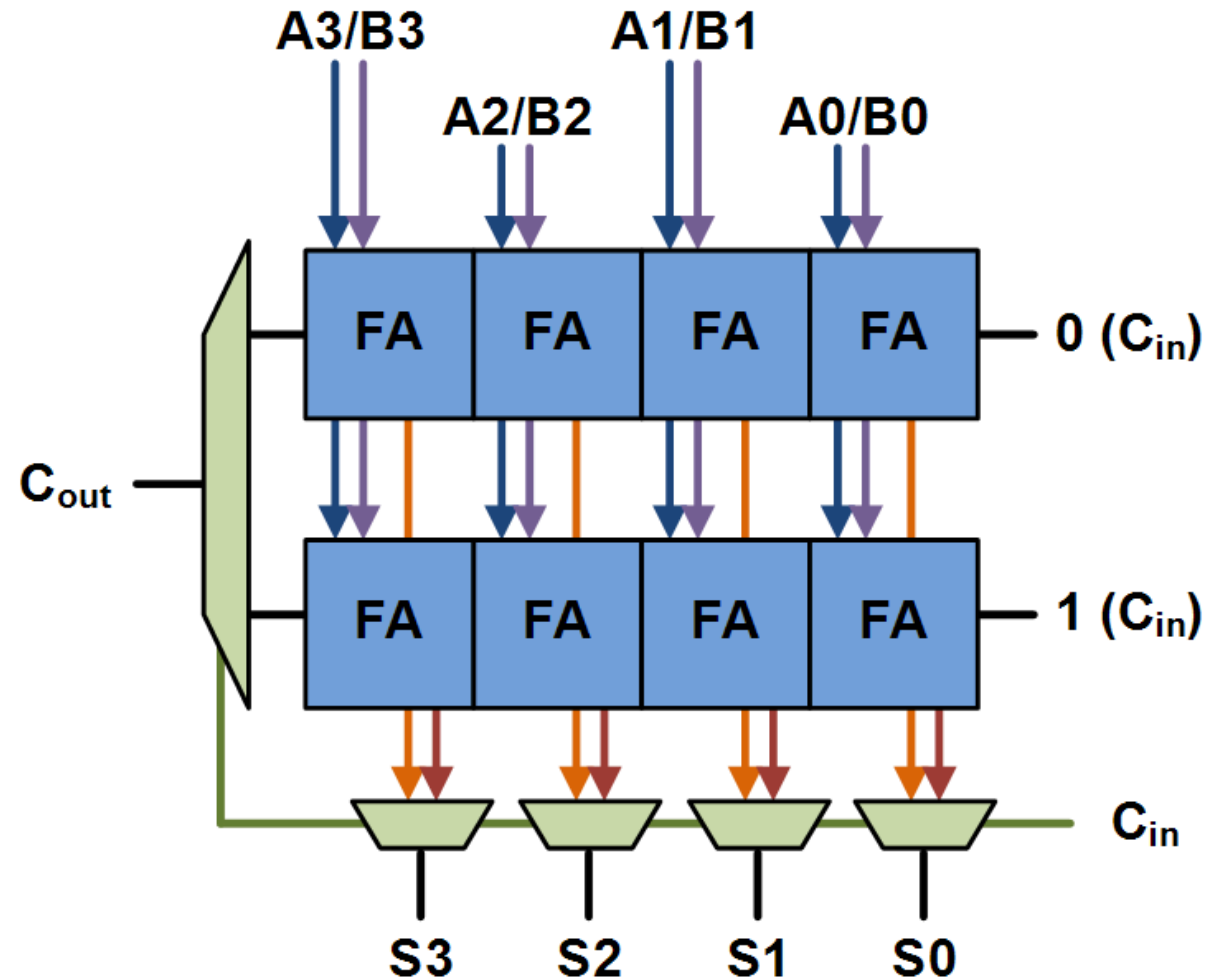 A3/B3 A1/B1
A2/B2 A0/B0
FA FA FA FA 0 (Cin)
Cout
FA FA FA FA 1 (Cin)
Cin
S3 S2 S1 S0